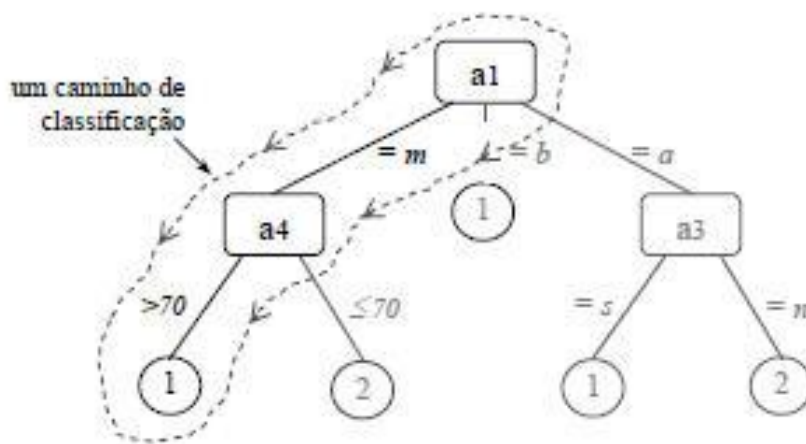 a1
um caminho de
classificação
= m
= b
= a
a4
1
a3
>70
≤70
= s
= n
1
2
1
2